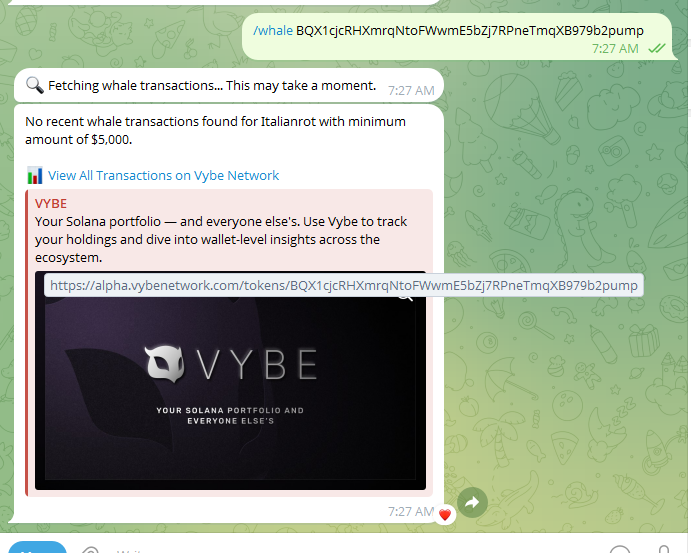 /whale BQX1cjcRHXmrqNtoFWwmE5bZj7RPneTmqXB979b2pump
7:27 AM
Fetching whale transactions... This may take a moment.
7:27 AM
No recent whale transactions found for Italianrot with minimum
amount of $5,000.
View All Transactions on Vybe Network
VYBE
Your Solana portfolio — and everyone else's. Use Vybe to track
your holdings and dive into wallet-level insights across the
ecosystem.
https://alpha.vybenetwork.com/tokens/BQX1cjcRHXmrqNtoFWwmE5bZj7RPneTmqXB979b2pump
VYBE
YOUR SOLANA PORTFOLIO AND
EVERYONE ELSE'S
7:27 AM